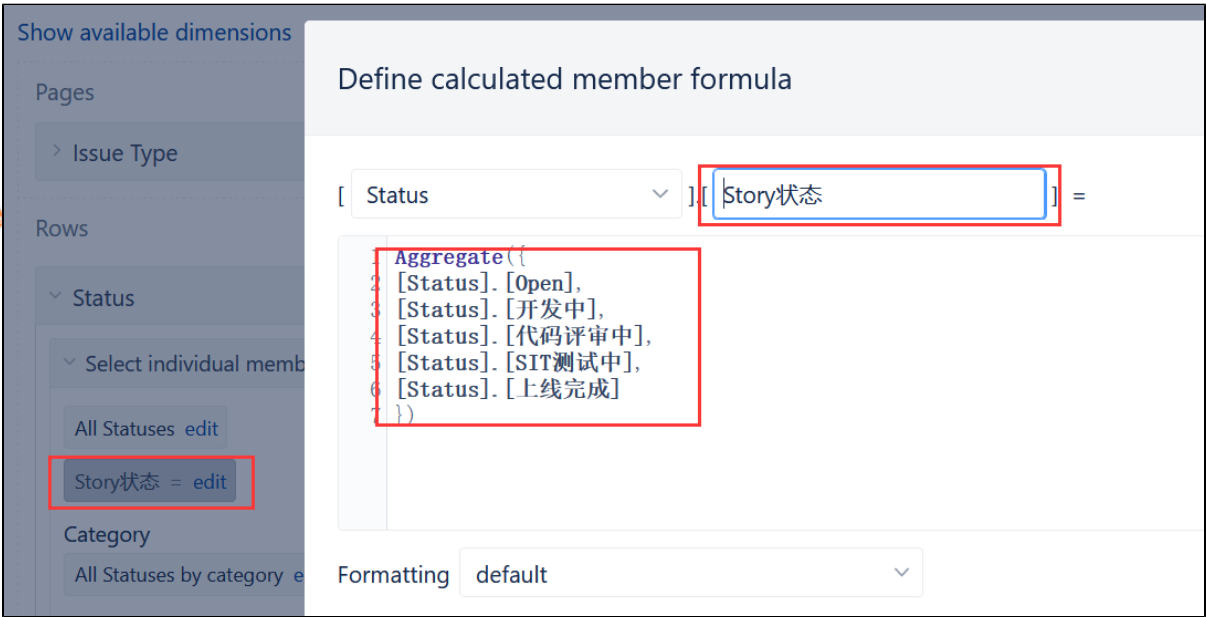 Show available dimensions
Pages
Issue Type
Rows
Status
Select individual memb
All Statuses edit
Story状态 = edit
Category
All Statuses by category e
Define calculated member formula
[ Status ].[ Story状态 ] =
1 Aggregate({
2 [Status].[Open],
3 [Status].[开发中],
4 [Status].[代码评审中],
5 [Status].[SIT测试中],
6 [Status].[上线完成]
7 })
Formatting default